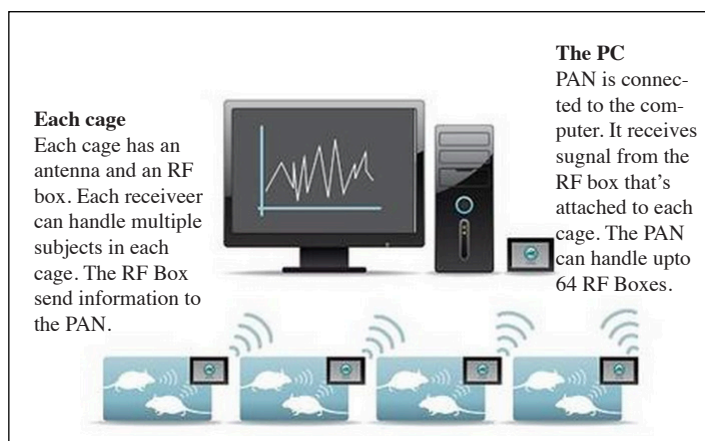 Each cage
Each cage has an
antenna and an RF
box. Each receiveer
can handle multiple
subjects in each
cage. The RF Box
send information to
the PAN.
The PC
PAN is connec-
ted to the com-
puter. It receives
sugnal from the
RF box that's
attached to each
cage. The PAN
can handle upto
64 RF Boxes.